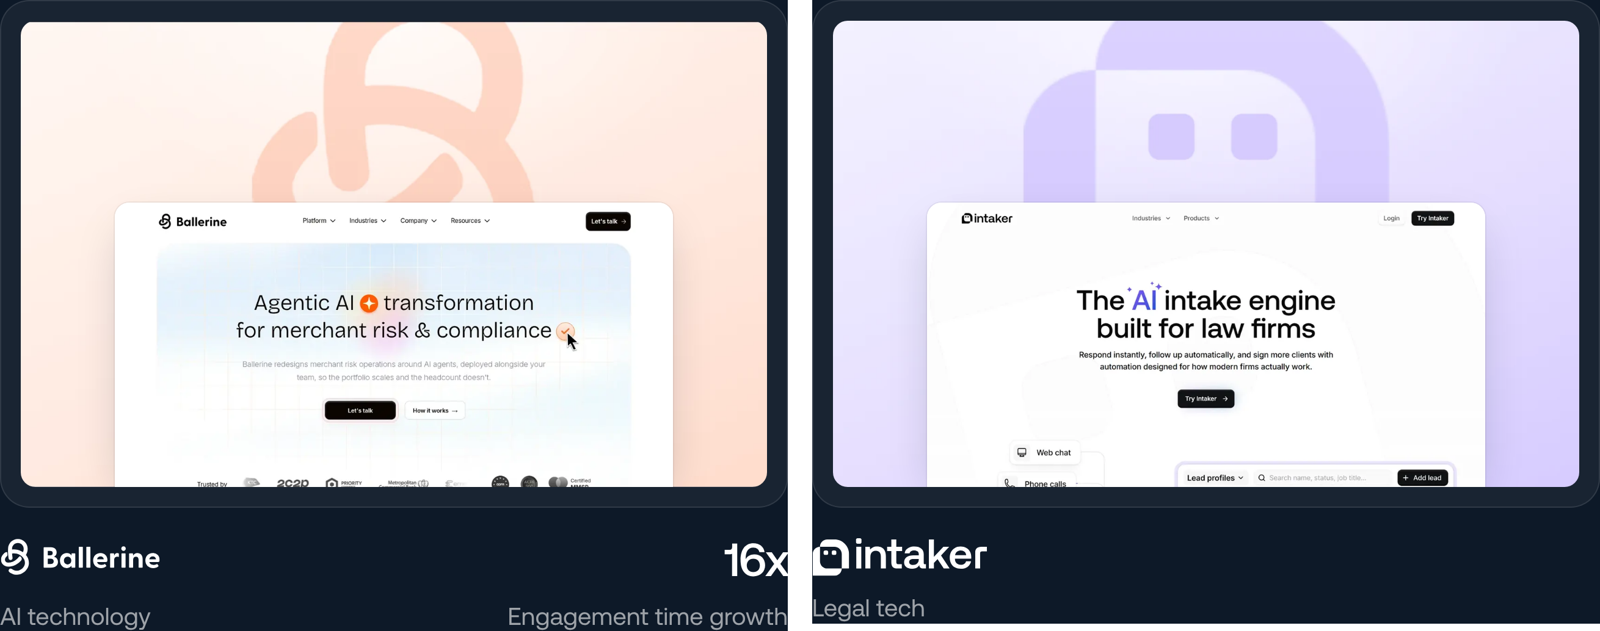 Ballerine
Platform
Industries
Company
Resources
Let's talk →
Agentic AI transformation
for merchant risk & compliance
Ballerine redesigns merchant risk operations around AI agents, deployed alongside your
team, so the portfolio scales and the headcount doesn't.
Let's talk
How it works →
Trusted by
2C2P
PRIORITY
Metropolitan
Certified
Ballerine
16x
AI technology
Engagement time growth
intaker
Industries
Products
Login
Try Intaker
The AI intake engine
built for law firms
Respond instantly, follow up automatically, and sign more clients with
automation designed for how modern firms actually work.
Try Intaker →
Web chat
Phone calls
Lead profiles
Search name, status, job title...
+ Add lead
intaker
Legal tech